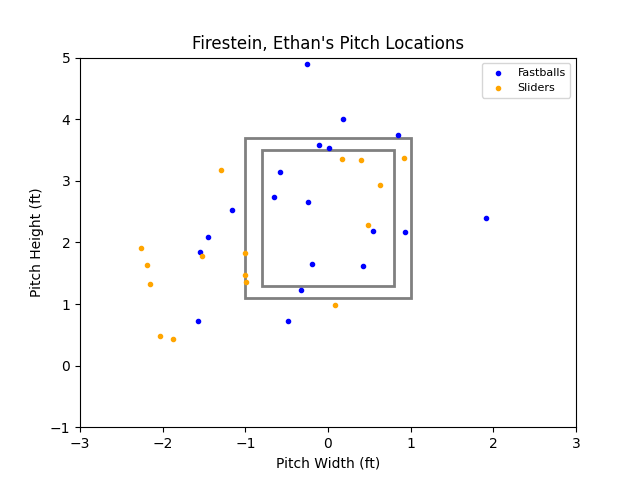 Firestein, Ethan's Pitch Locations
Fastballs
Sliders
5
4
3
2
1
0
−1
Pitch Height (ft)
−3
−2
−1
0
1
2
3
Pitch Width (ft)